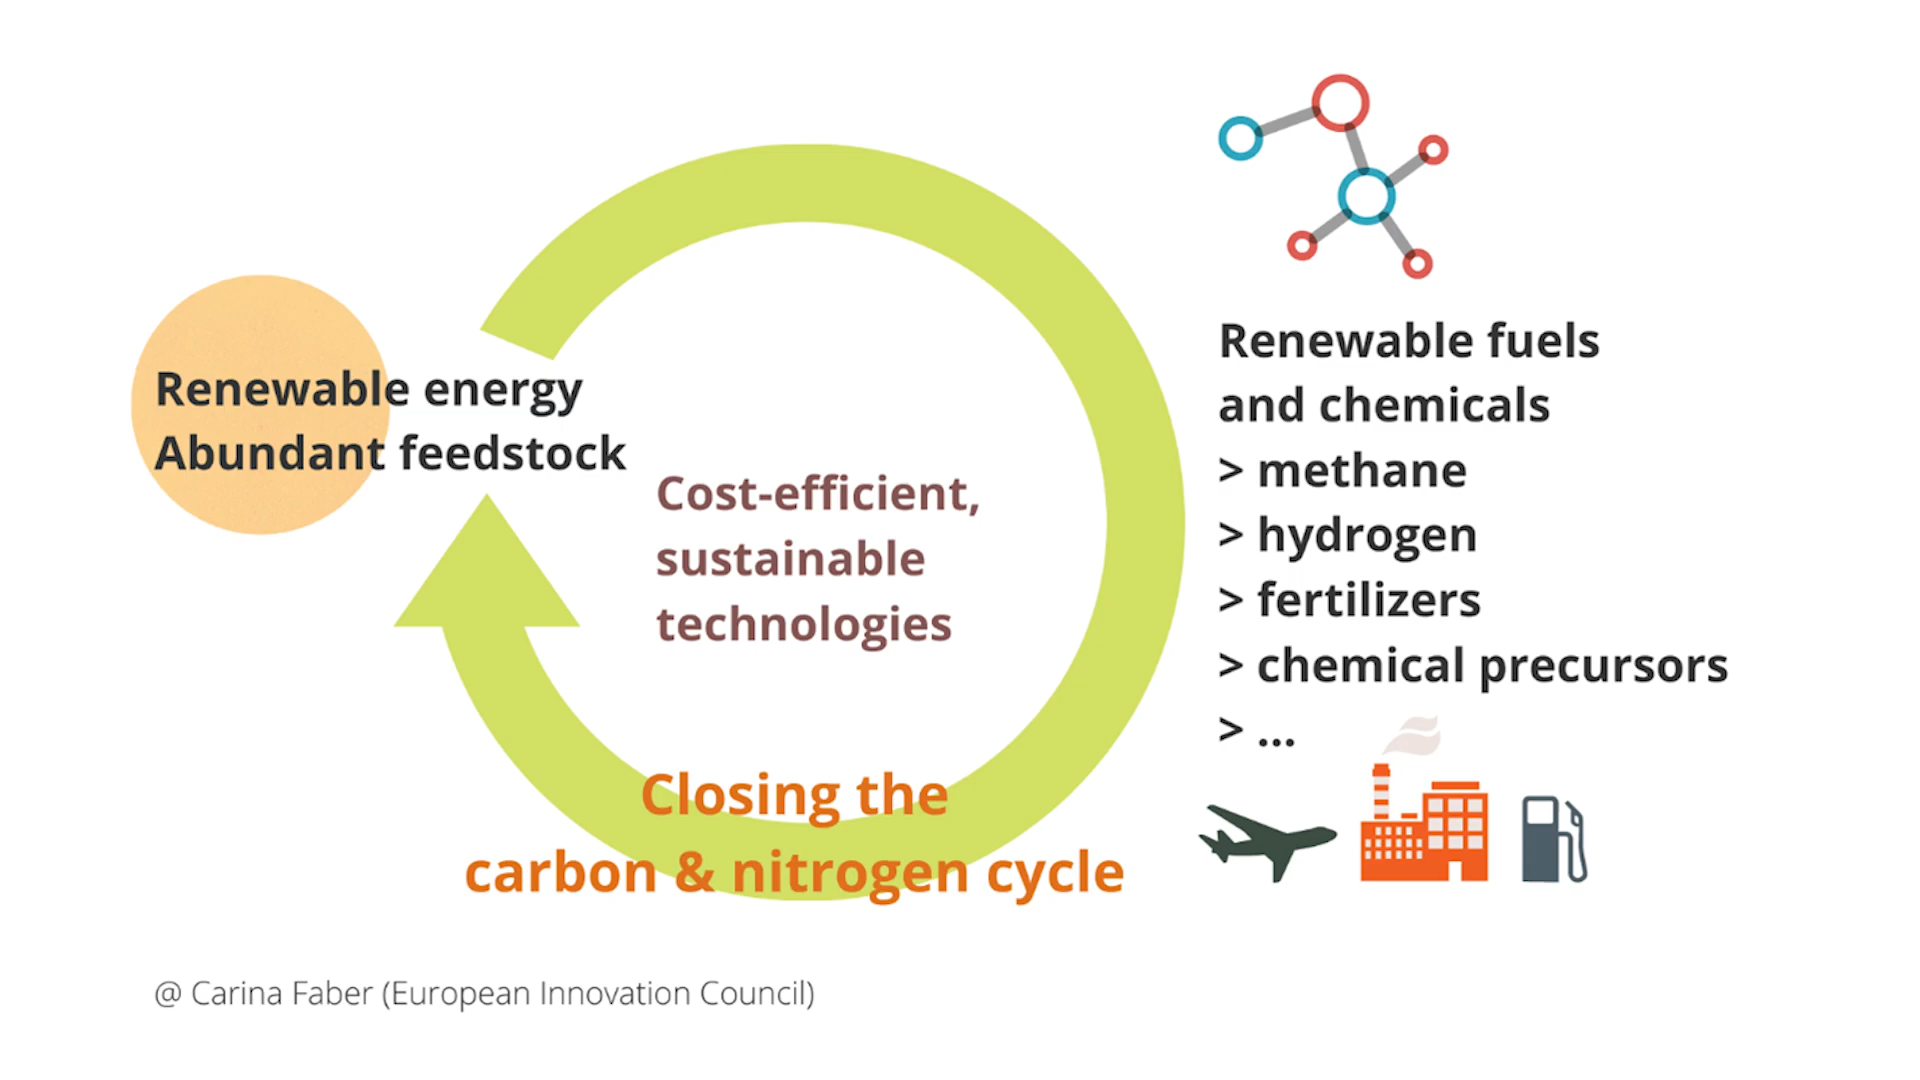 Renewable energy
Abundant feedstock
Cost-efficient,
sustainable
technologies
Closing the
carbon & nitrogen cycle
Renewable fuels
and chemicals
> methane
> hydrogen
> fertilizers
> chemical precursors
> ...
@ Carina Faber (European Innovation Council)